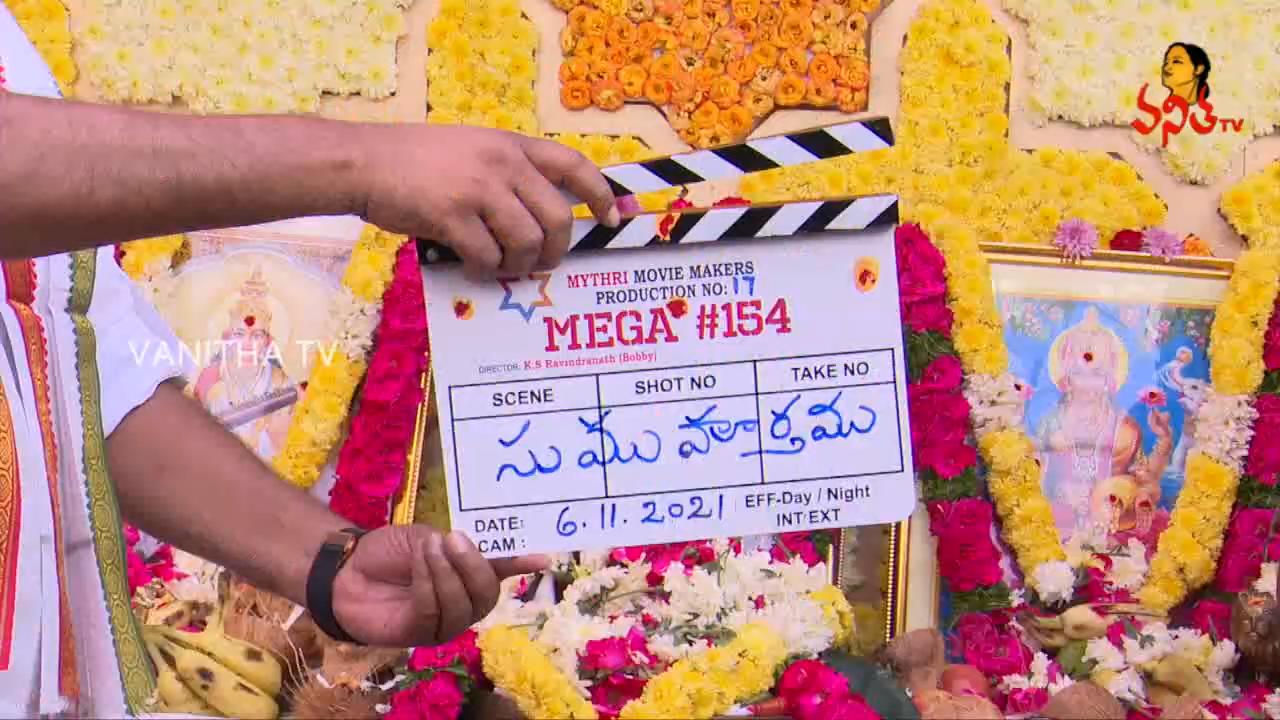 వనిత TV
MYTHRI MOVIE MAKERS
PRODUCTION NO: 17
MEGA #154
DIRECTOR: K.S Ravindranath (Bobby)
VANITHA TV
SCENE SHOT NO TAKE NO
సుముహూర్తము
DATE: 6.11.2021 EFF-Day / Night
CAM : INT EXT